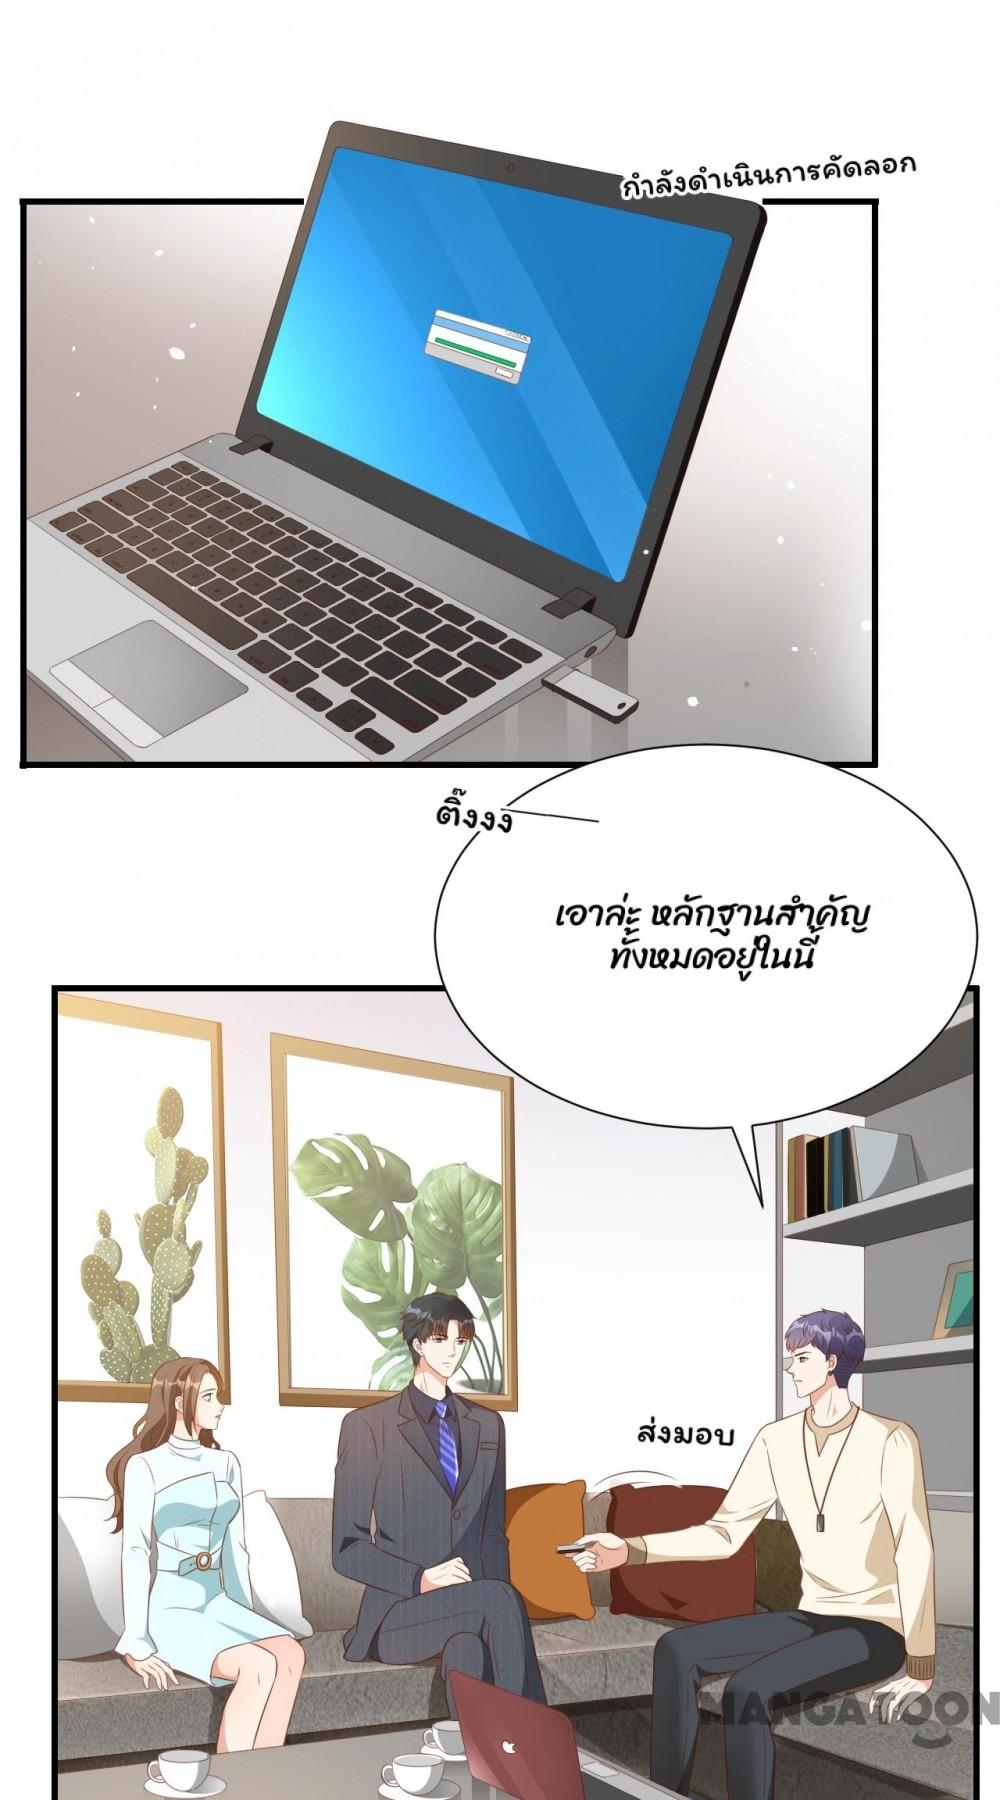 กำลังดำเนินการคัดลอก
ติ๊งงง
เอาล่ะ หลักฐานสำคัญ
ทั้งหมดอยู่ในนี้
ส่งมอบ
MANGATOON